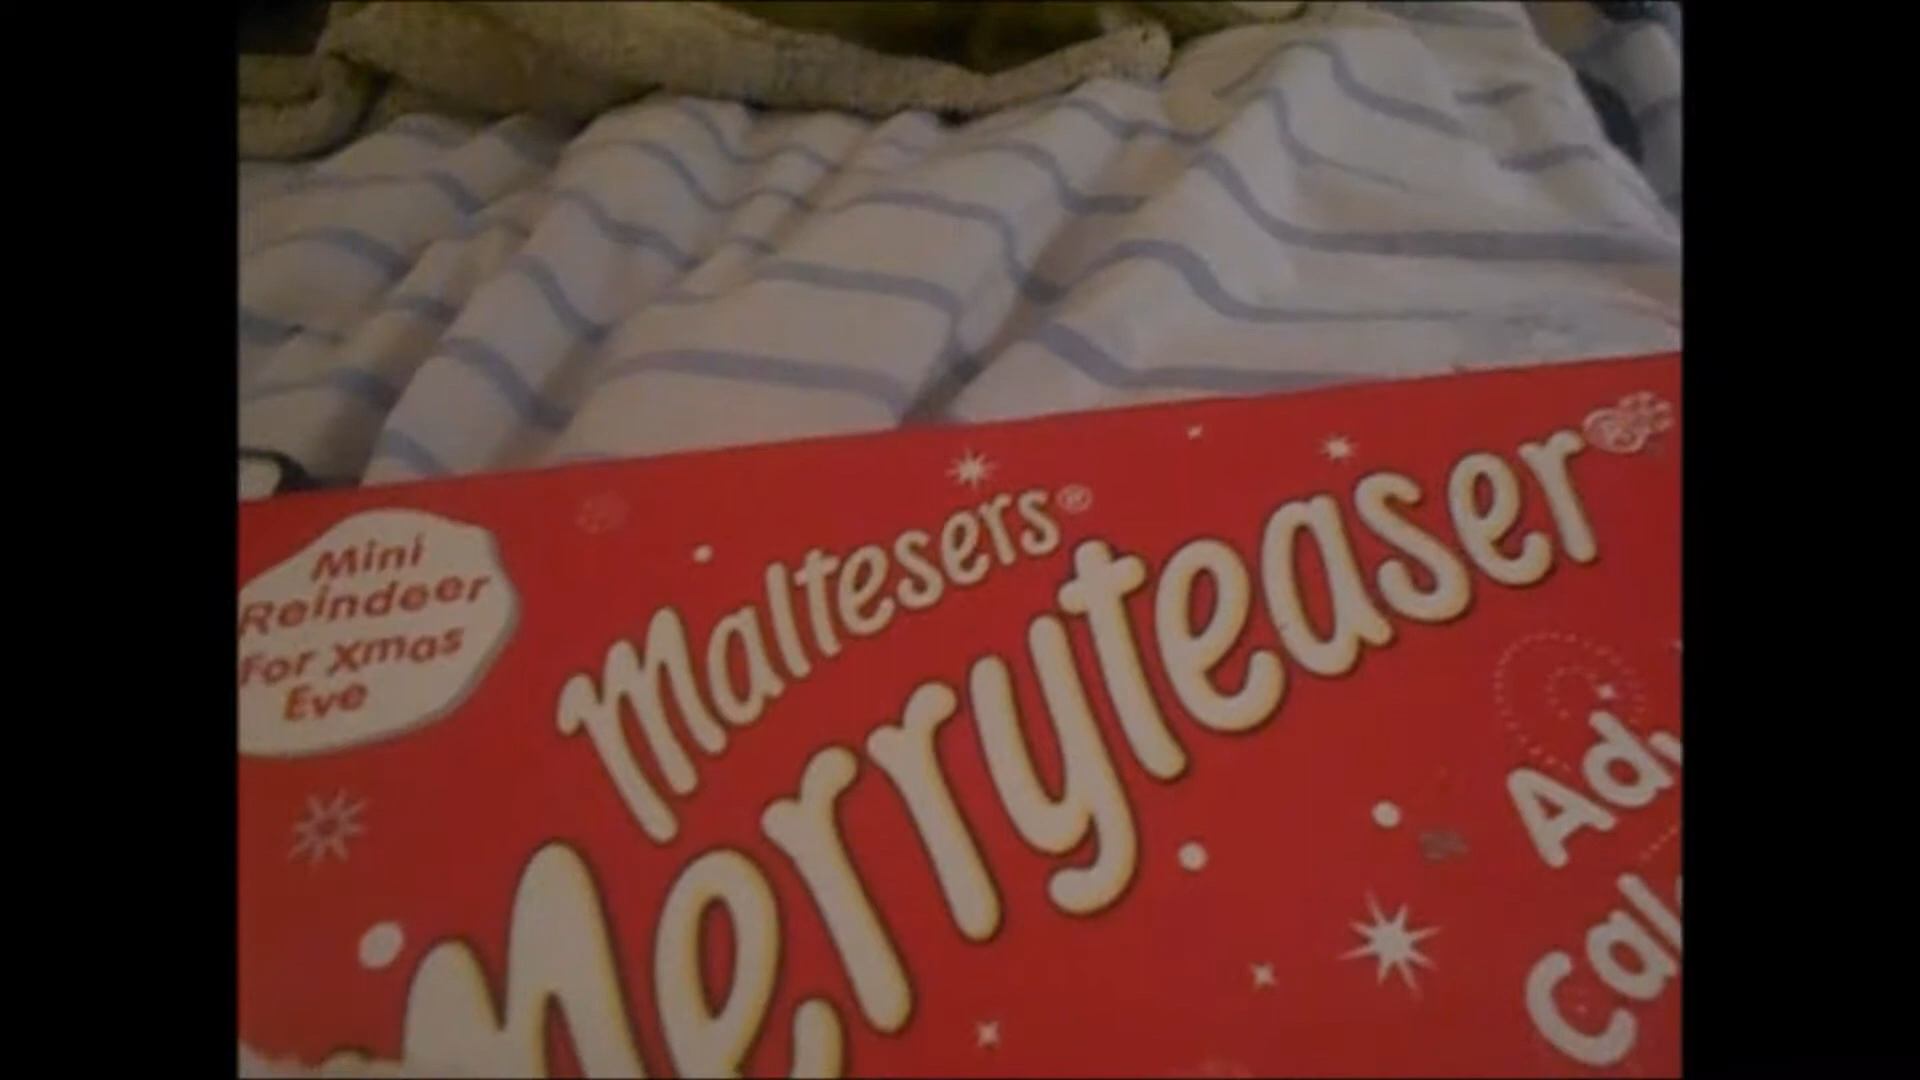 Mini
Reindeer
For Xmas
Eve
Maltesers®
Merryteaser